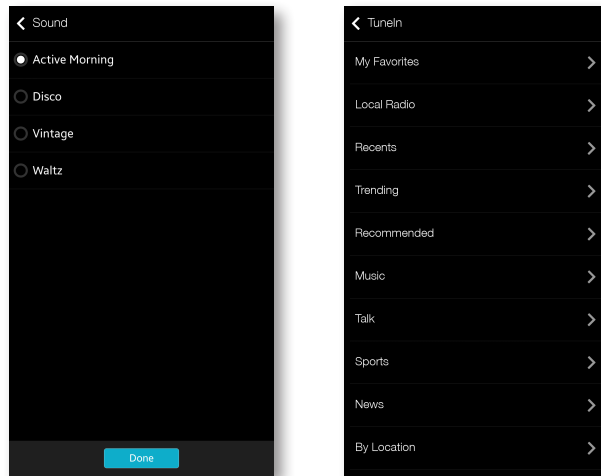 Sound
Active Morning
Disco
Vintage
Waltz
Done
TuneIn
My Favorites
Local Radio
Recents
Trending
Recommended
Music
Talk
Sports
News
By Location